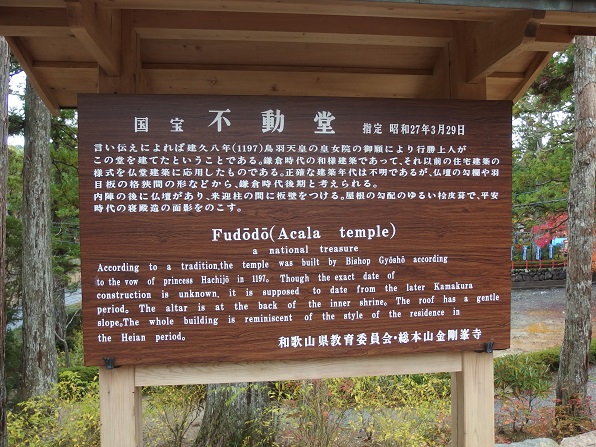 国宝 不動堂 指定 昭和27年3月29日
言い伝えによれば建久八年(1197)鳥羽天皇の皇女院の御願により行勝上人が
この堂を建てたということである。鎌倉時代の和様建築であって、それ以前の住宅建築の
様式を仏堂建築に応用したものである。正確な建築年代は不明であるが、仏壇の勾欄や羽
目板の格狭間の形などから、鎌倉時代後期と考えられる。
内陣の後に仏壇があり、来迎柱の間に板壁をつける。屋根の勾配のゆるい桧皮葺で、平安
時代の寝殿造の面影をのこす。
Fudōdō(Acala temple)
a national treasure
According to a tradition,the temple was built by Bishop Gyōshō according
to the vow of princess Hachijō in 1197. Though the exact date of
construction is unknown, it is supposed to date from the later Kamakura
period. The altar is at the back of the inner shrine. The roof has a gentle
slope.The whole building is reminiscent of the style of the residence in
the Heian period.
和歌山県教育委員会・総本山金剛峯寺